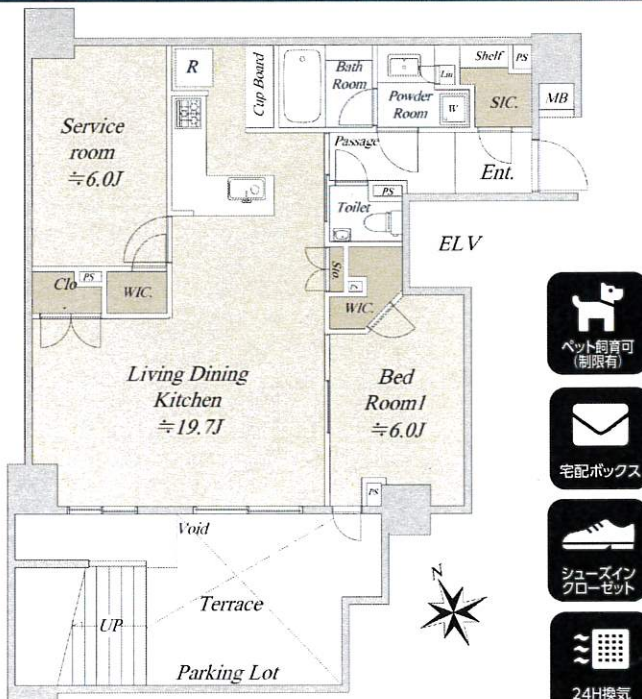 R
Cup Board
Bath
Room
Lin
Powder
Room
W
Shelf
PS
SIC.
MB
Service
room
≒6.0J
Passage
Ent.
PS
Toilet
ELV
Clo
.
PS
WIC.
Sto
PS
WIC.
Living Dining
Kitchen
≒19.7J
Bed
Room1
≒6.0J
PS
Void
Terrace
UP
Parking Lot
N
ペット飼育可
(制限有)
宅配ボックス
シューズイン
クローゼット
24H換気